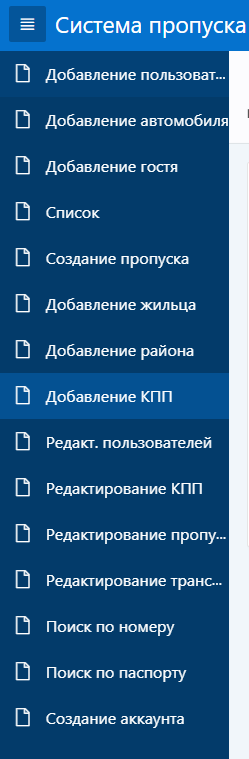 Система пропуска
Добавление пользоват...
Добавление автомобиля
Добавление гостя
Список
Создание пропуска
Добавление жильца
Добавление района
Добавление КПП
Редакт. пользователей
Редактирование КПП
Редактирование пропу...
Редактирование транс...
Поиск по номеру
Поиск по паспорту
Создание аккаунта